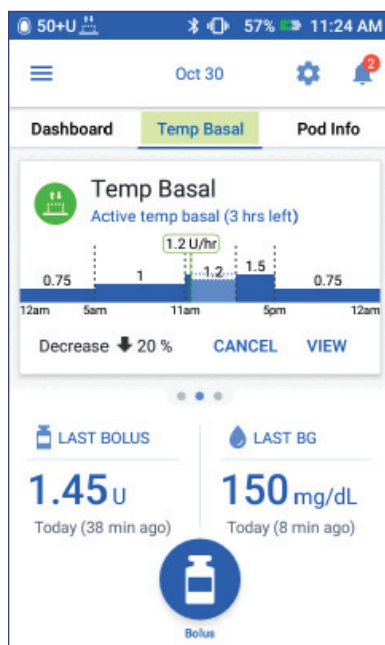 50+U 57% 11:24 AM
Oct 30 2
Dashboard Temp Basal Pod Info
Temp Basal
Active temp basal (3 hrs left)
1.2 U/hr
0.75 1 1.2 1.5 0.75
12am 5am 11am 5pm 12am
Decrease 20 % CANCEL VIEW
LAST BOLUS LAST BG
1.45 U 150 mg/dL
Today (38 min ago) Today (8 min ago)
Bolus